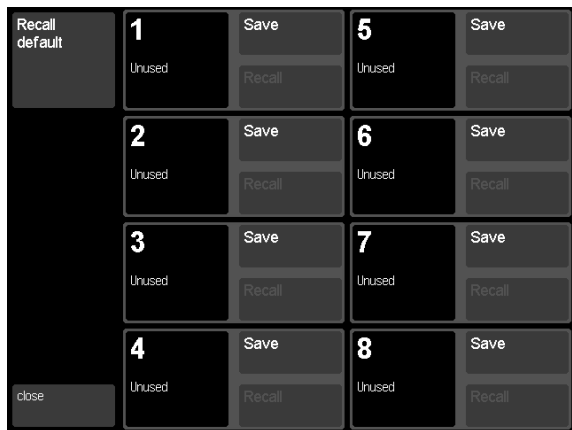 Recall
default
1
Save
Unused
Recall
5
Save
Unused
Recall
2
Save
Unused
Recall
6
Save
Unused
Recall
3
Save
Unused
Recall
7
Save
Unused
Recall
4
Save
Unused
Recall
8
Save
Unused
Recall
close